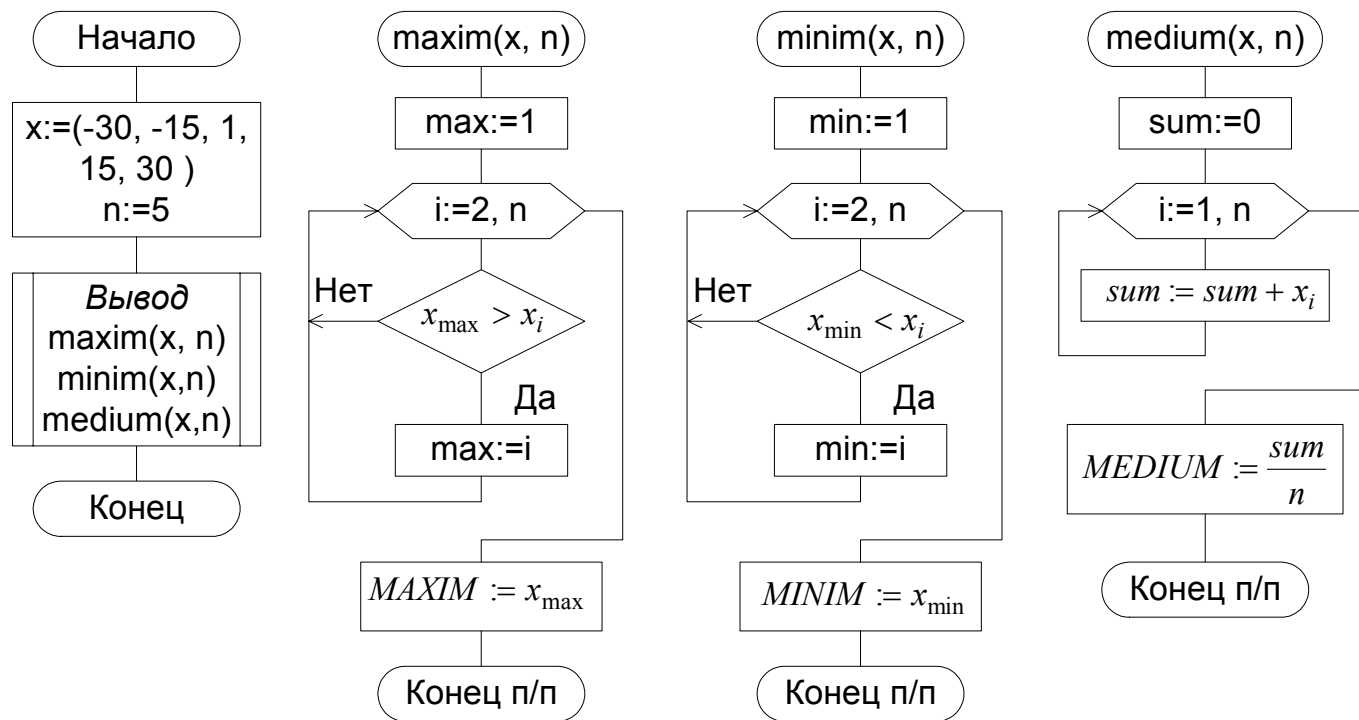 Начало
x:=(-30, -15, 1,
15, 30 )
n:=5
Вывод
maxim(x, n)
minim(x,n)
medium(x,n)
Конец
maxim(x, n)
max:=1
i:=2, n
Нет
x_max > x_i
Да
max:=i
MAXIM := x_max
Конец п/п
minim(x, n)
min:=1
i:=2, n
Нет
x_min < x_i
Да
min:=i
MINIM := x_min
Конец п/п
medium(x, n)
sum:=0
i:=1, n
sum := sum + x_i
MEDIUM := sum/n
Конец п/п